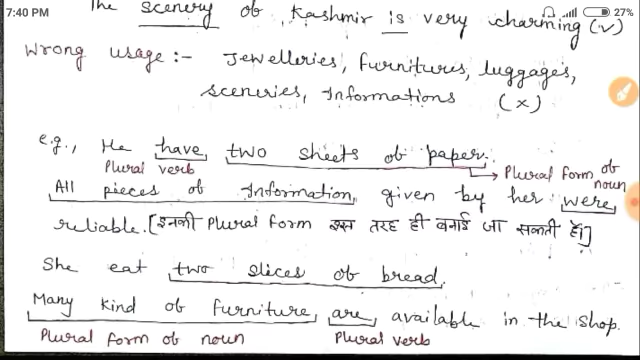 7:40 PM 27%
The scenery of Kashmir is very charming (✓)
Wrong usage :- Jewelleries, furnitures, luggages,
sceneries, Informations (×)
e.g., He have two sheets of paper.
Plural verb → Plural form of noun
All pieces of Information given by her were
reliable. [इनकी Plural form इस तरह ही बनाई जा सकती हैं।]
She eat two slices of bread.
Many kind of furniture are available in the shop.
Plural form of noun Plural verb